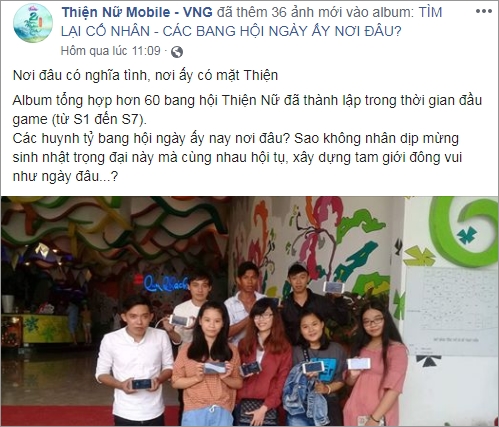 Thiện Nữ Mobile - VNG đã thêm 36 ảnh mới vào album: TÌM
LẠI CỐ NHÂN - CÁC BANG HỘI NGÀY ẤY NƠI ĐÂU?
Hôm qua lúc 11:09 ·
Nơi đâu có nghĩa tình, nơi ấy có mặt Thiện
Album tổng hợp hơn 60 bang hội Thiện Nữ đã thành lập trong thời gian đầu
game (từ S1 đến S7).
Các huynh tỷ bang hội ngày ấy nay nơi đâu? Sao không nhân dịp mừng
sinh nhật trọng đại này mà cùng nhau hội tụ, xây dựng tam giới đông vui
như ngày đầu...?